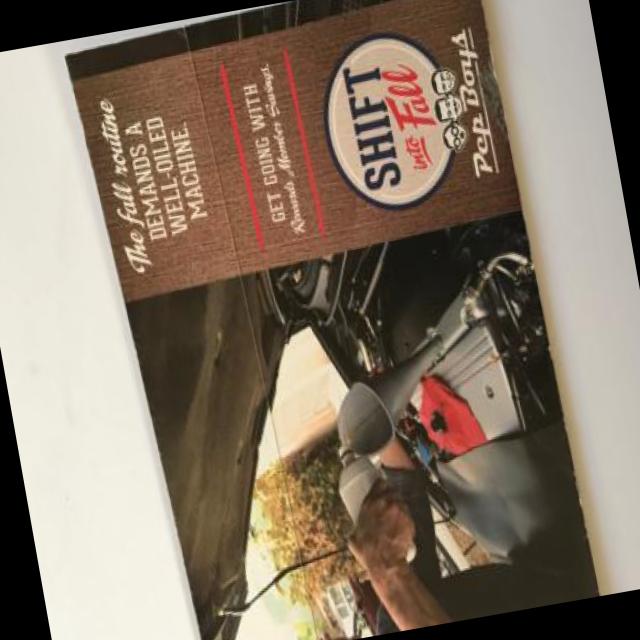 The fall routine
DEMANDS A
WELL-OILED
MACHINE.
GET GOING WITH
Rewards Member Savings!
SHIFT
into Fall
Pep Boys